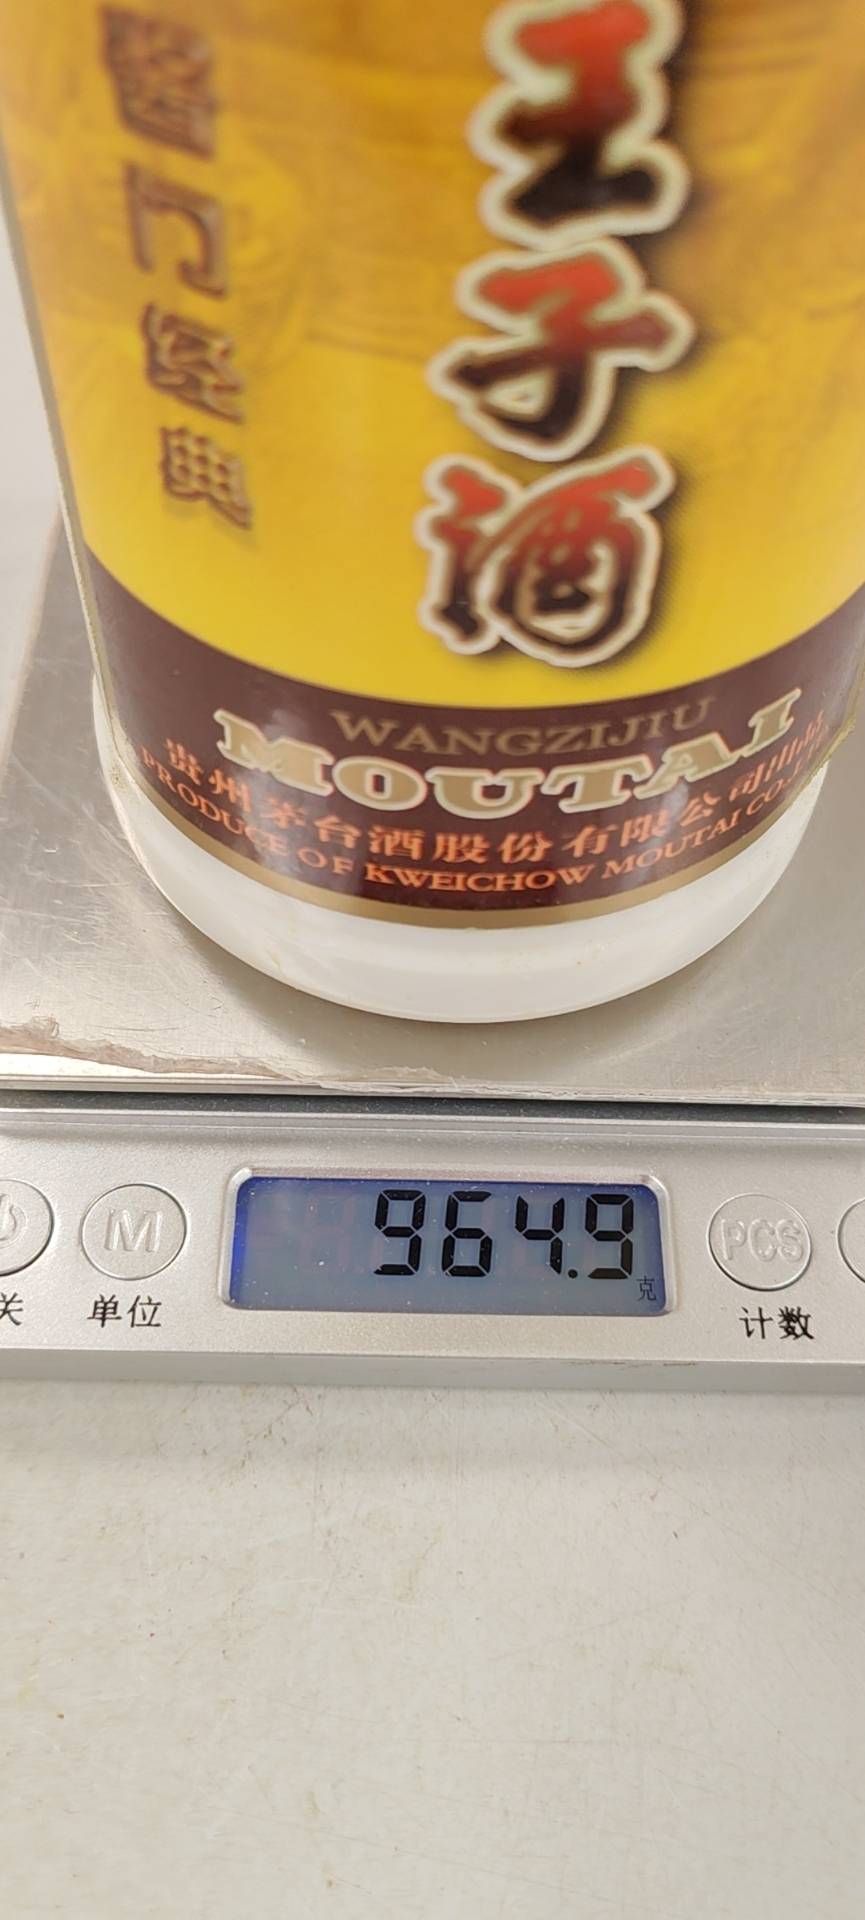 王子酒
酱门经典
WANGZIJIU
MOUTAI
贵州茅台酒股份有限公司出品
PRODUCE OF KWEICHOW MOUTAI CO.,LTD
964.9
克
M
PCS
关
单位
计数